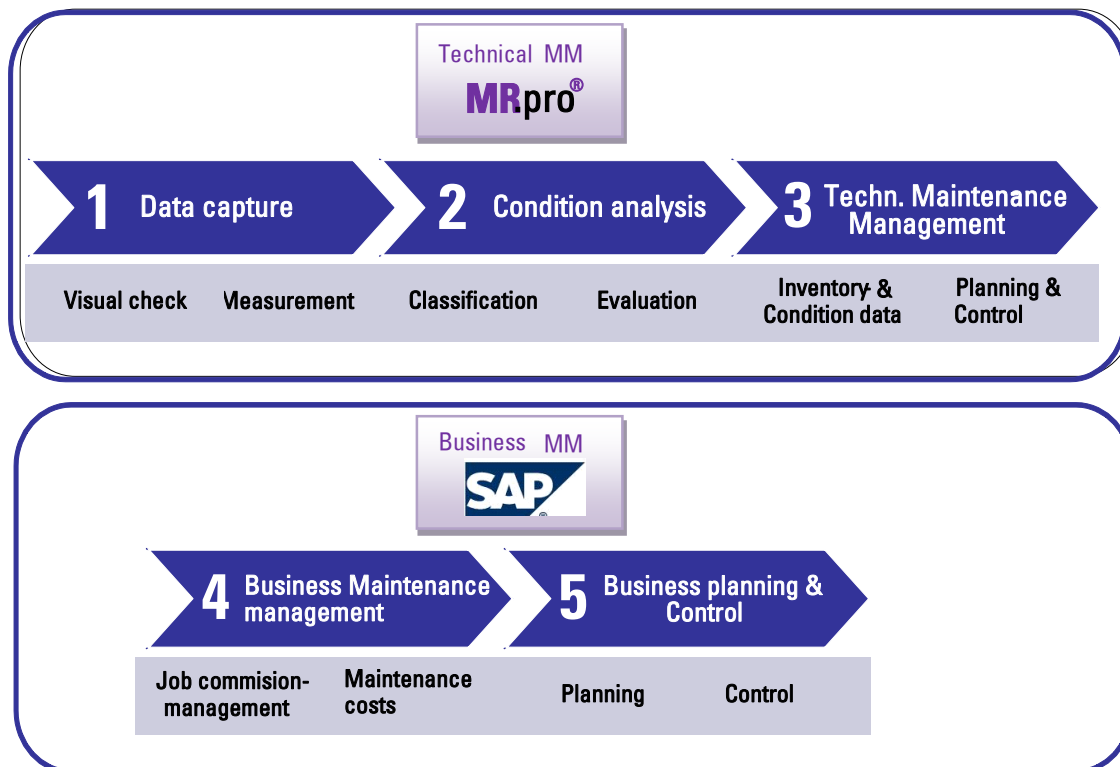 Technical MM
MR.pro®
1 Data capture
2 Condition analysis
3 Techn. Maintenance
Management
Visual check
Measurement
Classification
Evaluation
Inventory &
Condition data
Planning &
Control
Business MM
SAP®
4 Business Maintenance
management
5 Business planning &
Control
Job commision-
management
Maintenance
costs
Planning
Control